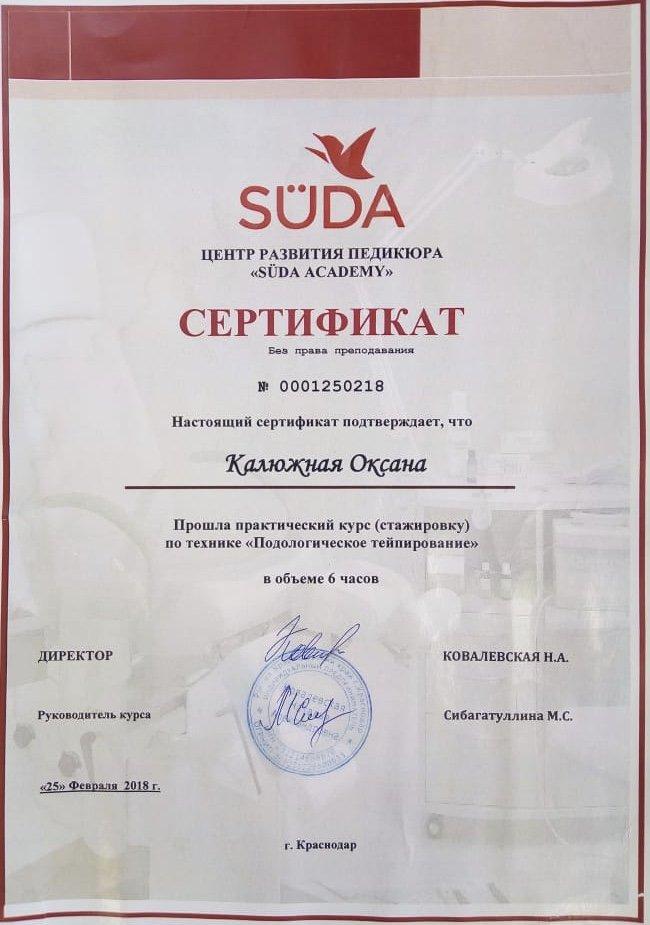 SÜDA
ЦЕНТР РАЗВИТИЯ ПЕДИКЮРА
«SÜDA ACADEMY»
СЕРТИФИКАТ
Без права преподавания
№ 0001250218
Настоящий сертификат подтверждает, что
Калюжная Оксана
Прошла практический курс (стажировку)
по технике «Подологическое тейпирование»
в объеме 6 часов
ДИРЕКТОР
КОВАЛЕВСКАЯ Н.А.
Руководитель курса
Сибагатуллина М.С.
«25» Февраля 2018 г.
г. Краснодар